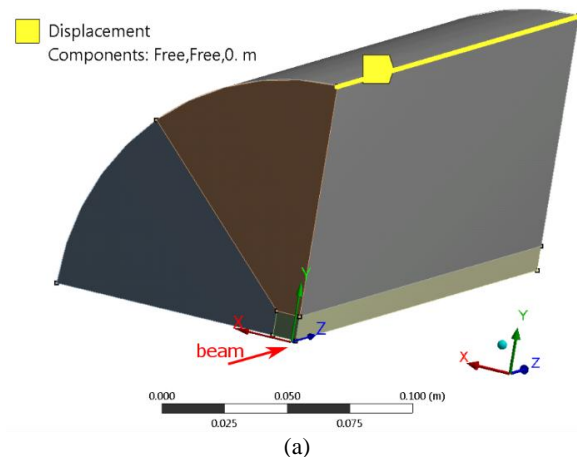 Displacement
Components: Free,Free,0. m
Y
X
Z
beam
Y
X
Z
0.000
0.050
0.100 (m)
0.025
0.075
(a)